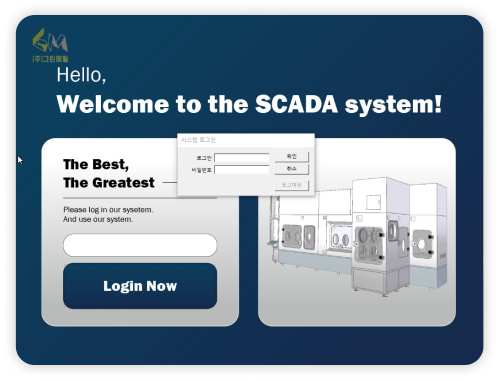 (주)그린메탈
Hello,
Welcome to the SCADA system!
시스템 로그인
로그인
확인
비밀번호
취소
로그아웃
The Best,
The Greatest
Please log in our sysetem.
And use our system.
Login Now